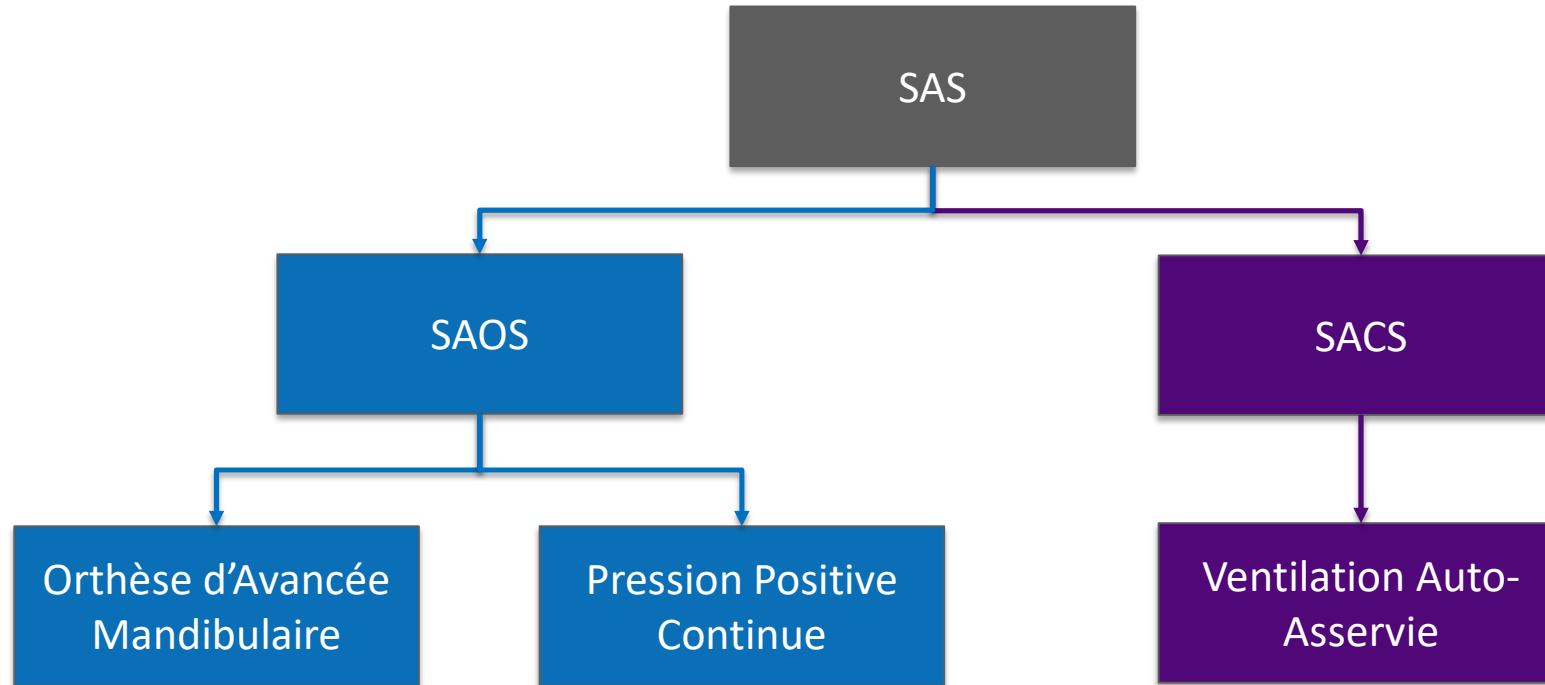 SAS
SAOS
SACS
Orthèse d’Avancée
Mandibulaire
Pression Positive
Continue
Ventilation Auto-
Asservie